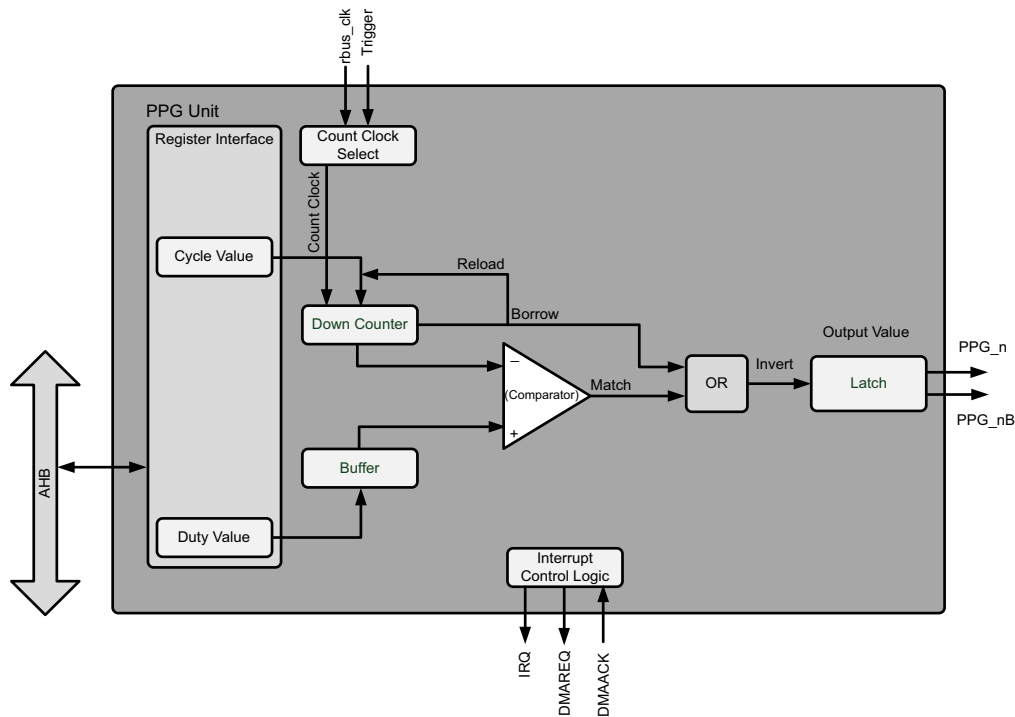 rbus_clk
Trigger
PPG Unit
Register Interface
Count Clock
Select
Count Clock
Cycle Value
Reload
Down Counter
Borrow
Output Value
PPG_n
–
(Comparator)
Match
OR
Invert
Latch
PPG_nB
+
Buffer
AHB
Duty Value
Interrupt
Control Logic
IRQ
DMAREQ
DMAACK